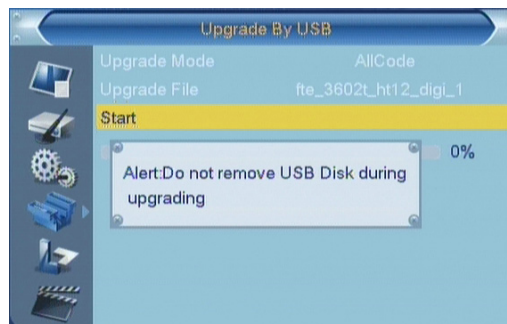 Upgrade By USB
Upgrade Mode AllCode
Upgrade File fte_3602t_ht12_digi_1
Start
0%
Alert:Do not remove USB Disk during
upgrading